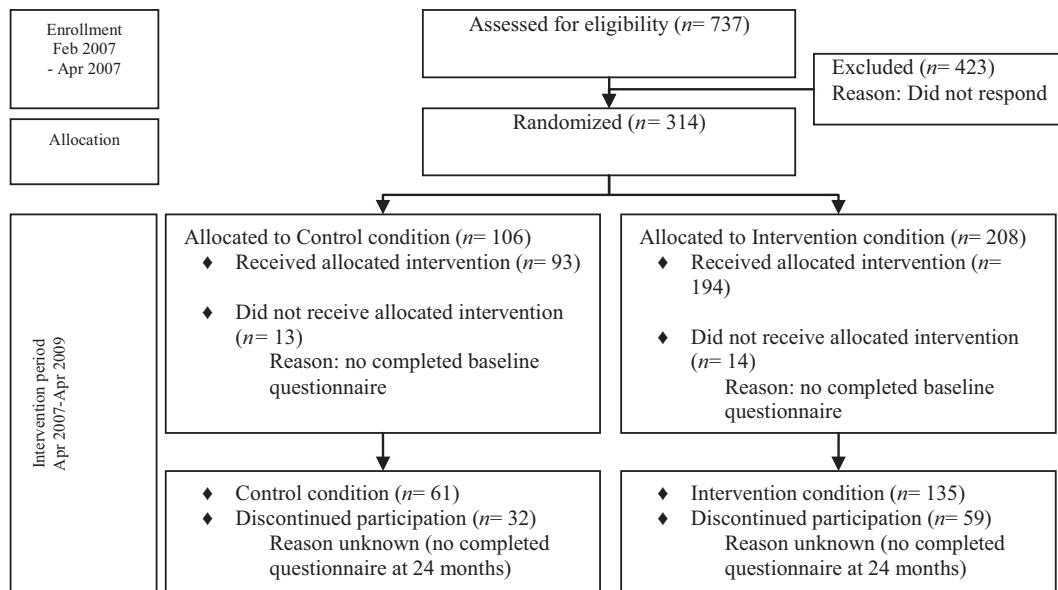 Enrollment
Feb 2007
- Apr 2007
Assessed for eligibility (n= 737)
Excluded (n= 423)
Reason: Did not respond
Allocation
Randomized (n= 314)
Intervention period
Apr 2007-Apr 2009
Allocated to Control condition (n= 106)
♦ Received allocated intervention (n= 93)
♦ Did not receive allocated intervention
(n= 13)
Reason: no completed baseline
questionnaire
Allocated to Intervention condition (n= 208)
♦ Received allocated intervention (n=
194)
♦ Did not receive allocated intervention
(n= 14)
Reason: no completed baseline
questionnaire
♦ Control condition (n= 61)
♦ Discontinued participation (n= 32)
Reason unknown (no completed
questionnaire at 24 months)
♦ Intervention condition (n= 135)
♦ Discontinued participation (n= 59)
Reason unknown (no completed
questionnaire at 24 months)